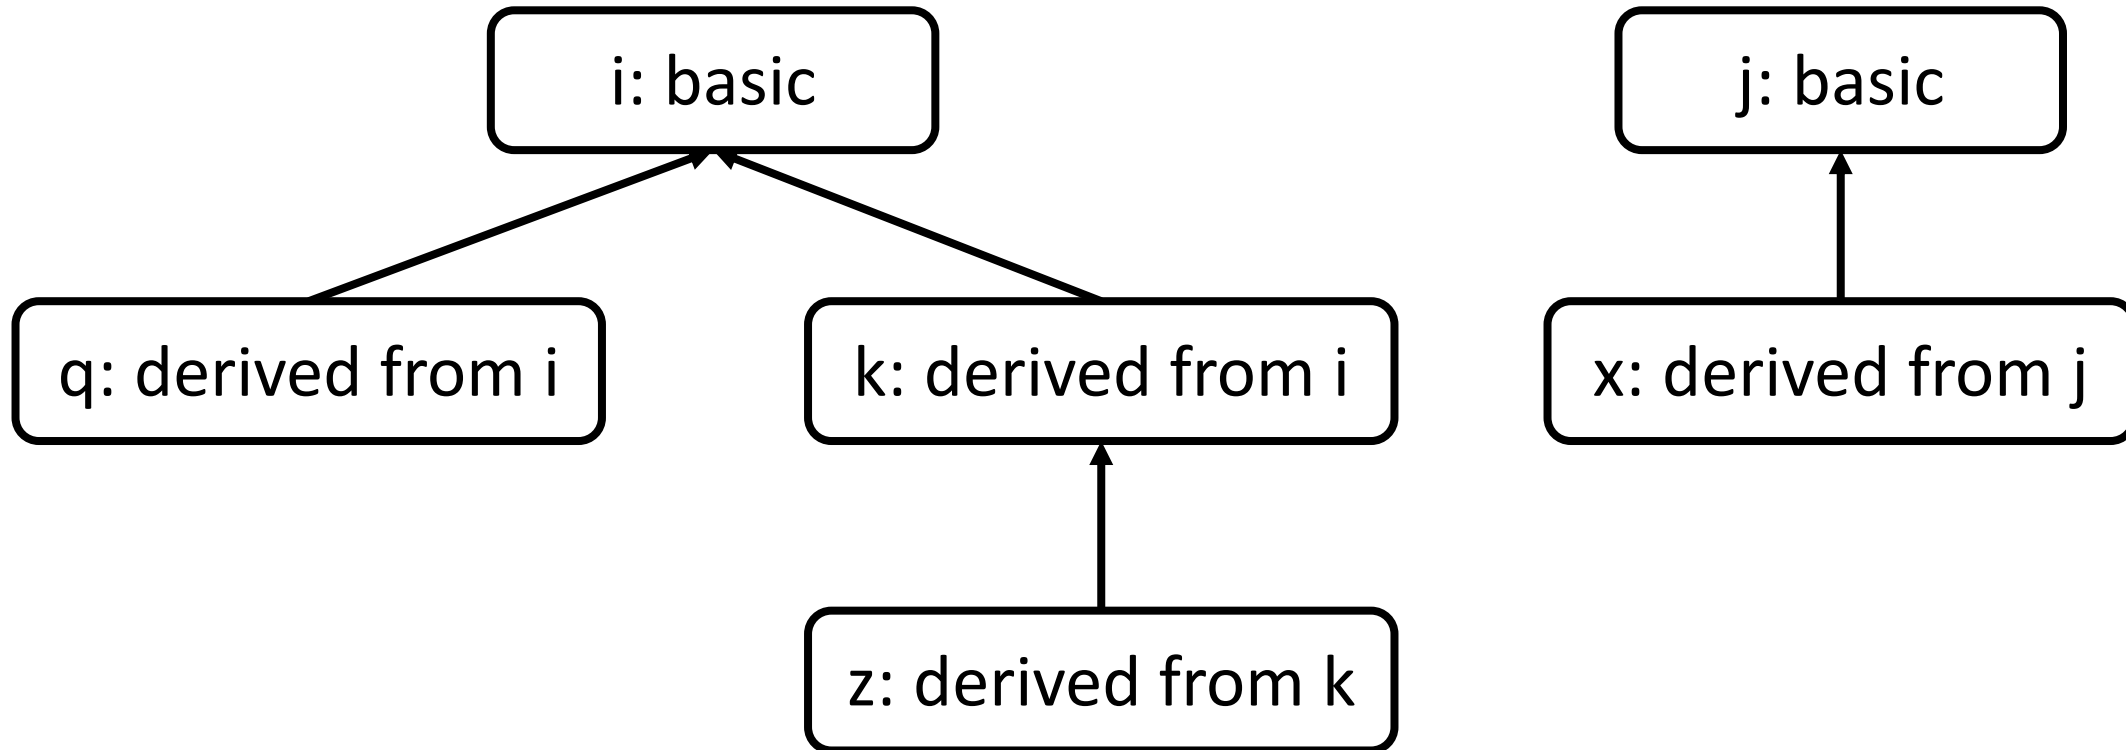 i: basic
j: basic
q: derived from i
k: derived from i
x: derived from j
z: derived from k